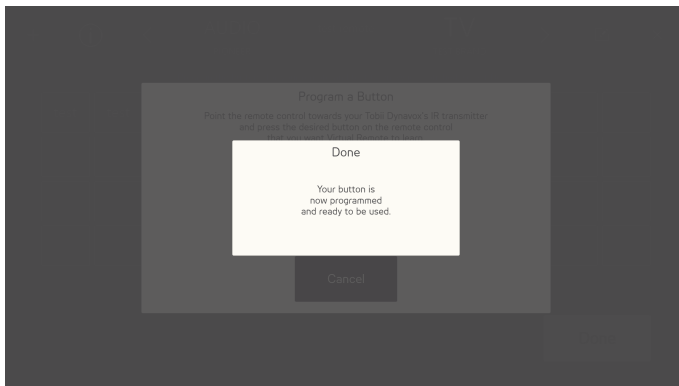 Program a Button
Point the remote control towards your Tobii Dynavox's IR transmitter
and press the desired button on the remote control
that you want Virtual Remote to learn
Done
Your button is
now programmed
and ready to be used.
Cancel